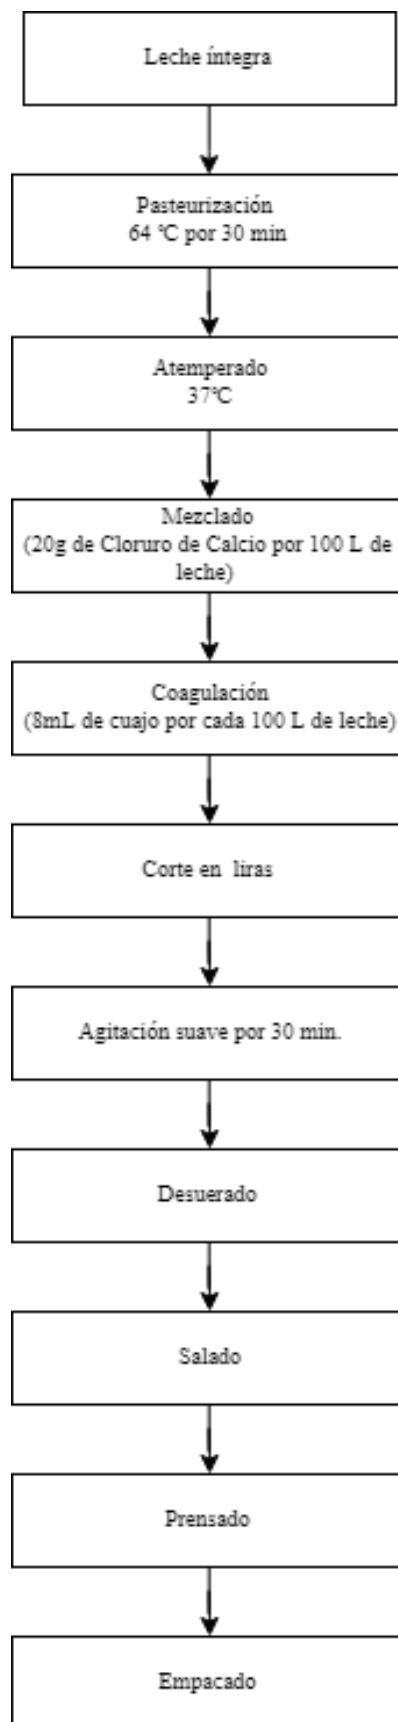 Leche íntegra
Pasteurización
64 °C por 30 min
Atemperado
37°C
Mezclado
(20g de Cloruro de Calcio por 100 L de
leche)
Coagulación
(8mL de cuajo por cada 100 L de leche)
Corte en liras
Agitación suave por 30 min.
Desuerado
Salado
Prensado
Empacado